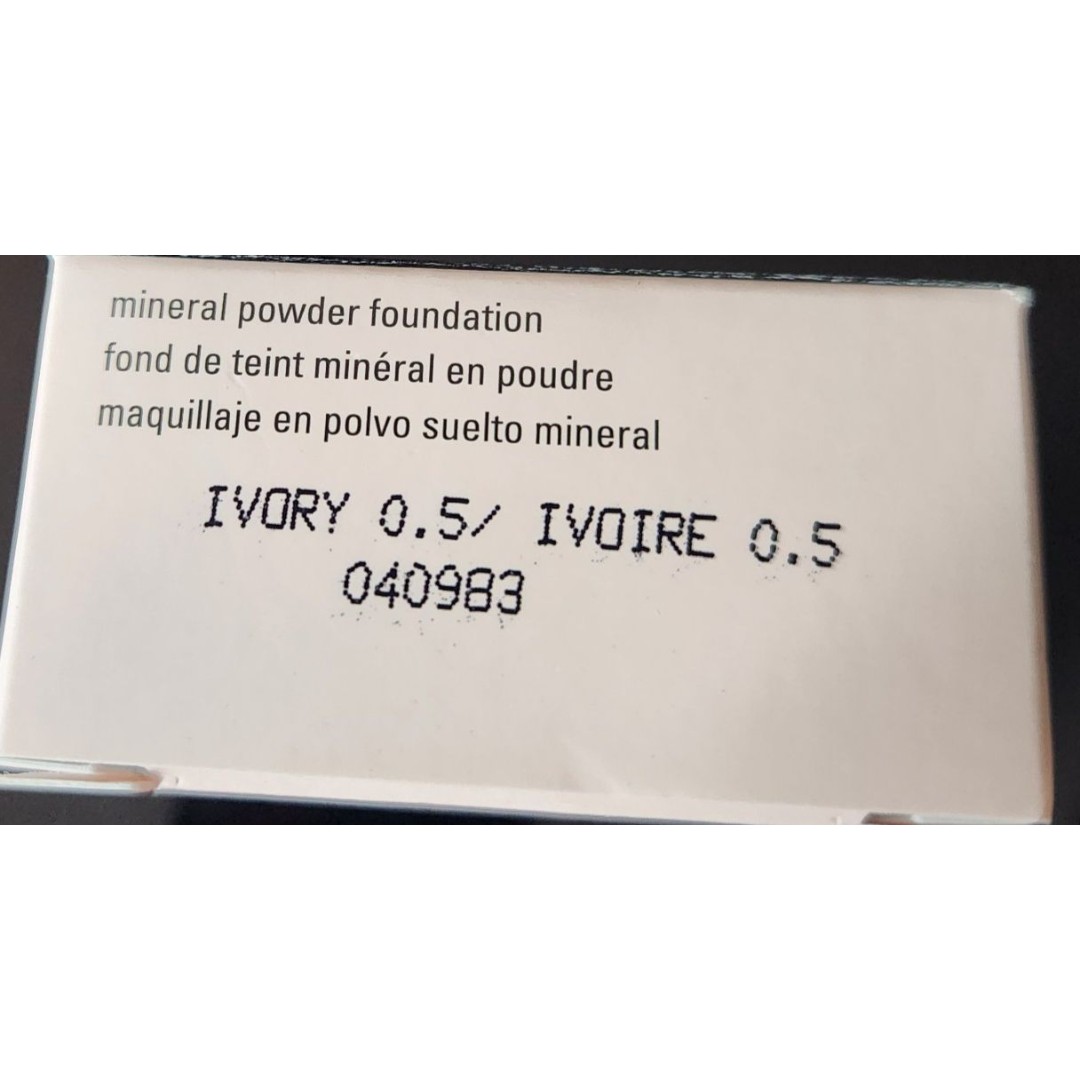 mineral powder foundation
fond de teint minéral en poudre
maquillaje en polvo suelto mineral
IVORY 0.5/ IVOIRE 0.5
040983